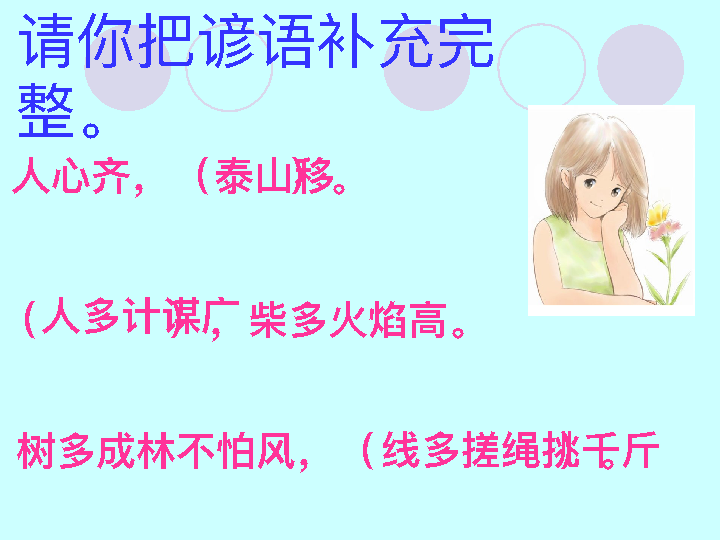 请你把谚语补充完
整。
人心齐，（泰山移）。
(人多计谋广)，柴多火焰高。
树多成林不怕风，（线多搓绳挑千斤）。